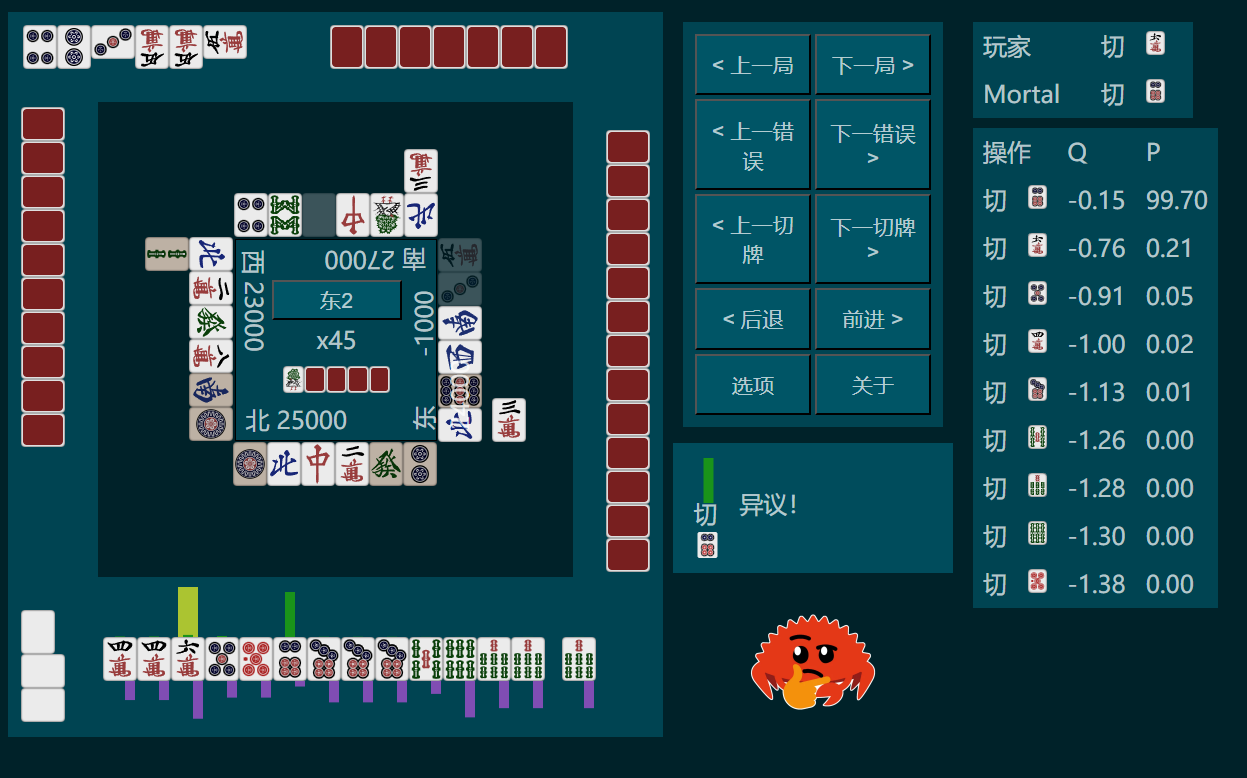 西 23000
南 27000
东2
x45
-1000
北 25000
东
< 上一局
下一局 >
< 上一错
误
下一错误
>
< 上一切
牌
下一切牌
>
< 后退
前进 >
选项
关于
切
异议！
玩家 切
Mortal 切
操作 Q P
切 -0.15 99.70
切 -0.76 0.21
切 -0.91 0.05
切 -1.00 0.02
切 -1.13 0.01
切 -1.26 0.00
切 -1.28 0.00
切 -1.30 0.00
切 -1.38 0.00